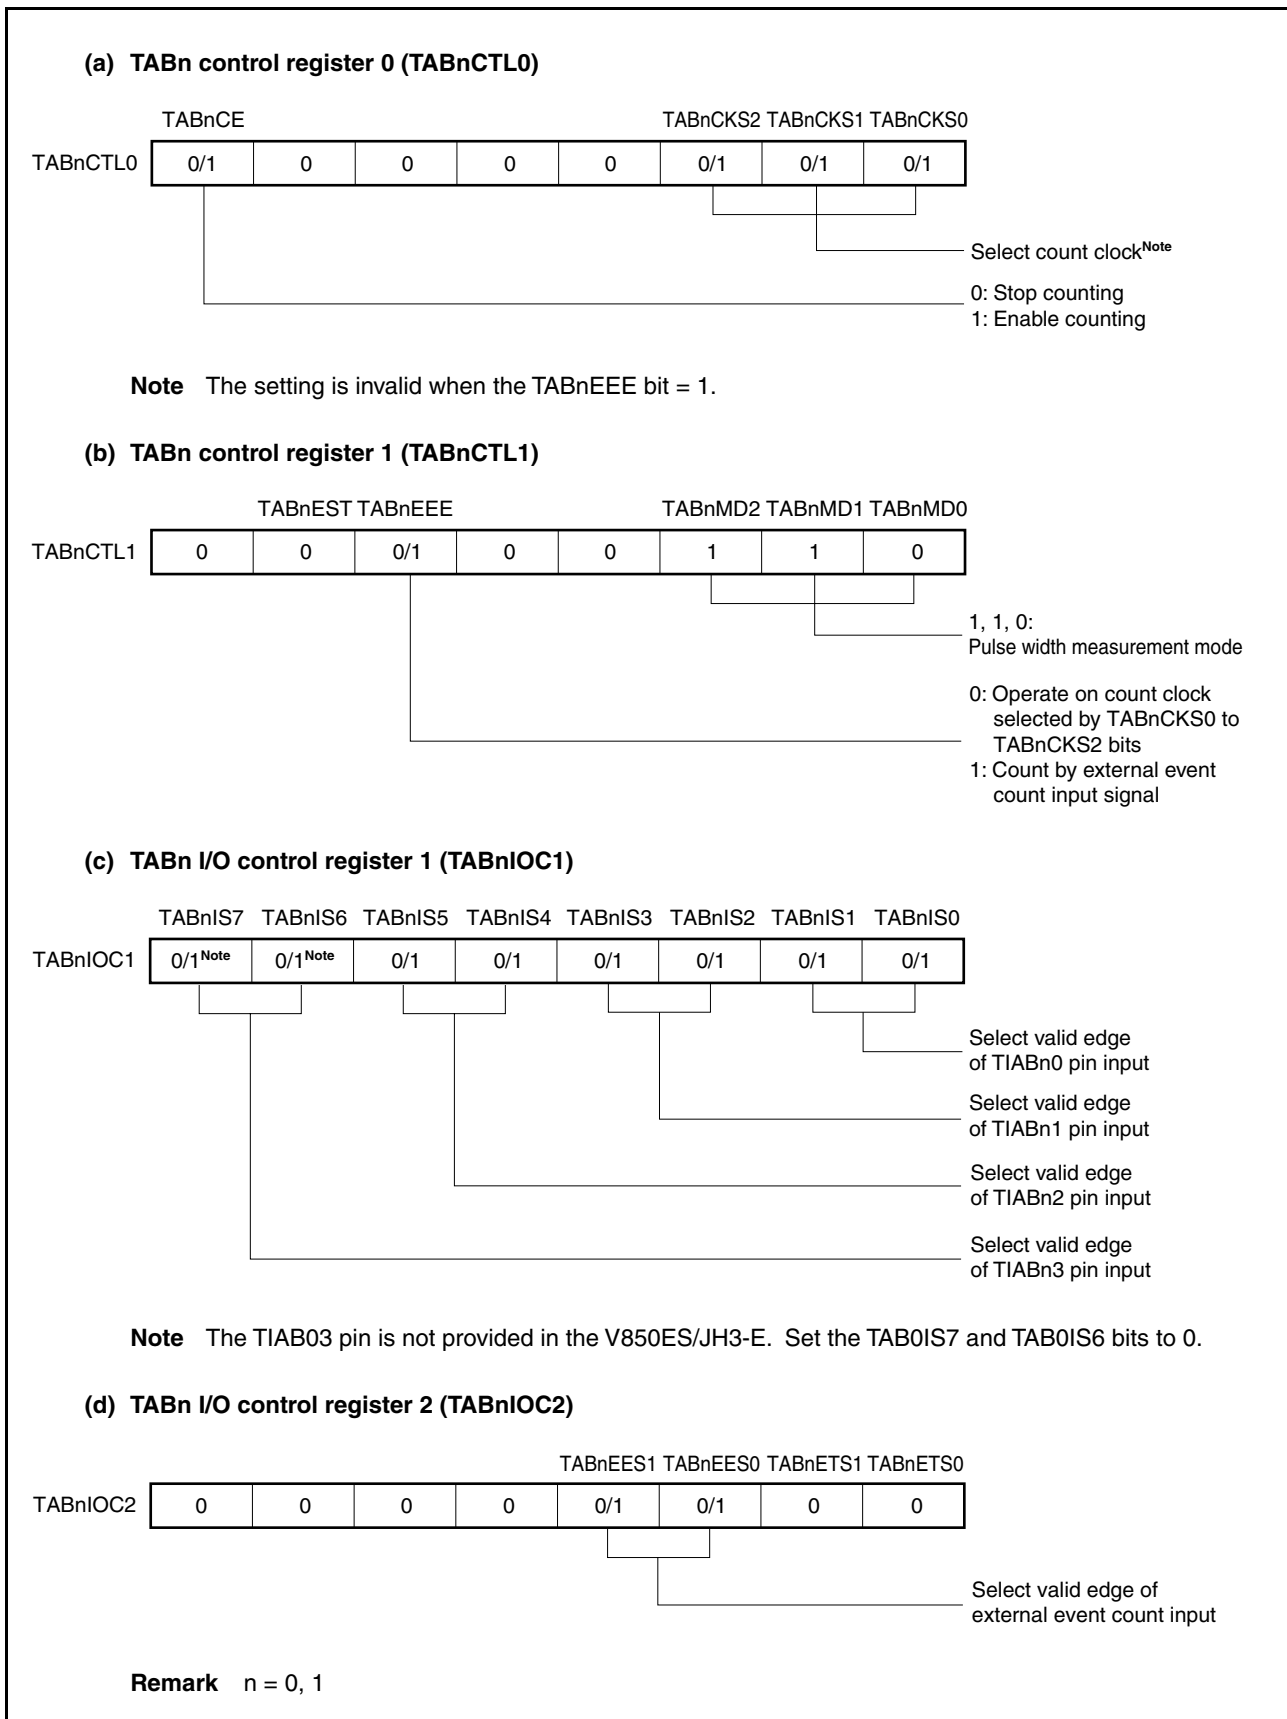 (a) TABn control register 0 (TABnCTL0)
TABnCE TABnCKS2 TABnCKS1 TABnCKS0
TABnCTL0 0/1 0 0 0 0 0/1 0/1 0/1
Select count clockNote
0: Stop counting
1: Enable counting
Note The setting is invalid when the TABnEEE bit = 1.
(b) TABn control register 1 (TABnCTL1)
TABnEST TABnEEE TABnMD2 TABnMD1 TABnMD0
TABnCTL1 0 0 0/1 0 0 1 1 0
1, 1, 0:
Pulse width measurement mode
0: Operate on count clock
selected by TABnCKS0 to
TABnCKS2 bits
1: Count by external event
count input signal
(c) TABn I/O control register 1 (TABnIOC1)
TABnIS7 TABnIS6 TABnIS5 TABnIS4 TABnIS3 TABnIS2 TABnIS1 TABnIS0
TABnIOC1 0/1Note 0/1Note 0/1 0/1 0/1 0/1 0/1 0/1
Select valid edge
of TIABn0 pin input
Select valid edge
of TIABn1 pin input
Select valid edge
of TIABn2 pin input
Select valid edge
of TIABn3 pin input
Note The TIAB03 pin is not provided in the V850ES/JH3-E. Set the TAB0IS7 and TAB0IS6 bits to 0.
(d) TABn I/O control register 2 (TABnIOC2)
TABnEES1 TABnEES0 TABnETS1 TABnETS0
TABnIOC2 0 0 0 0 0/1 0/1 0 0
Select valid edge of
external event count input
Remark n = 0, 1